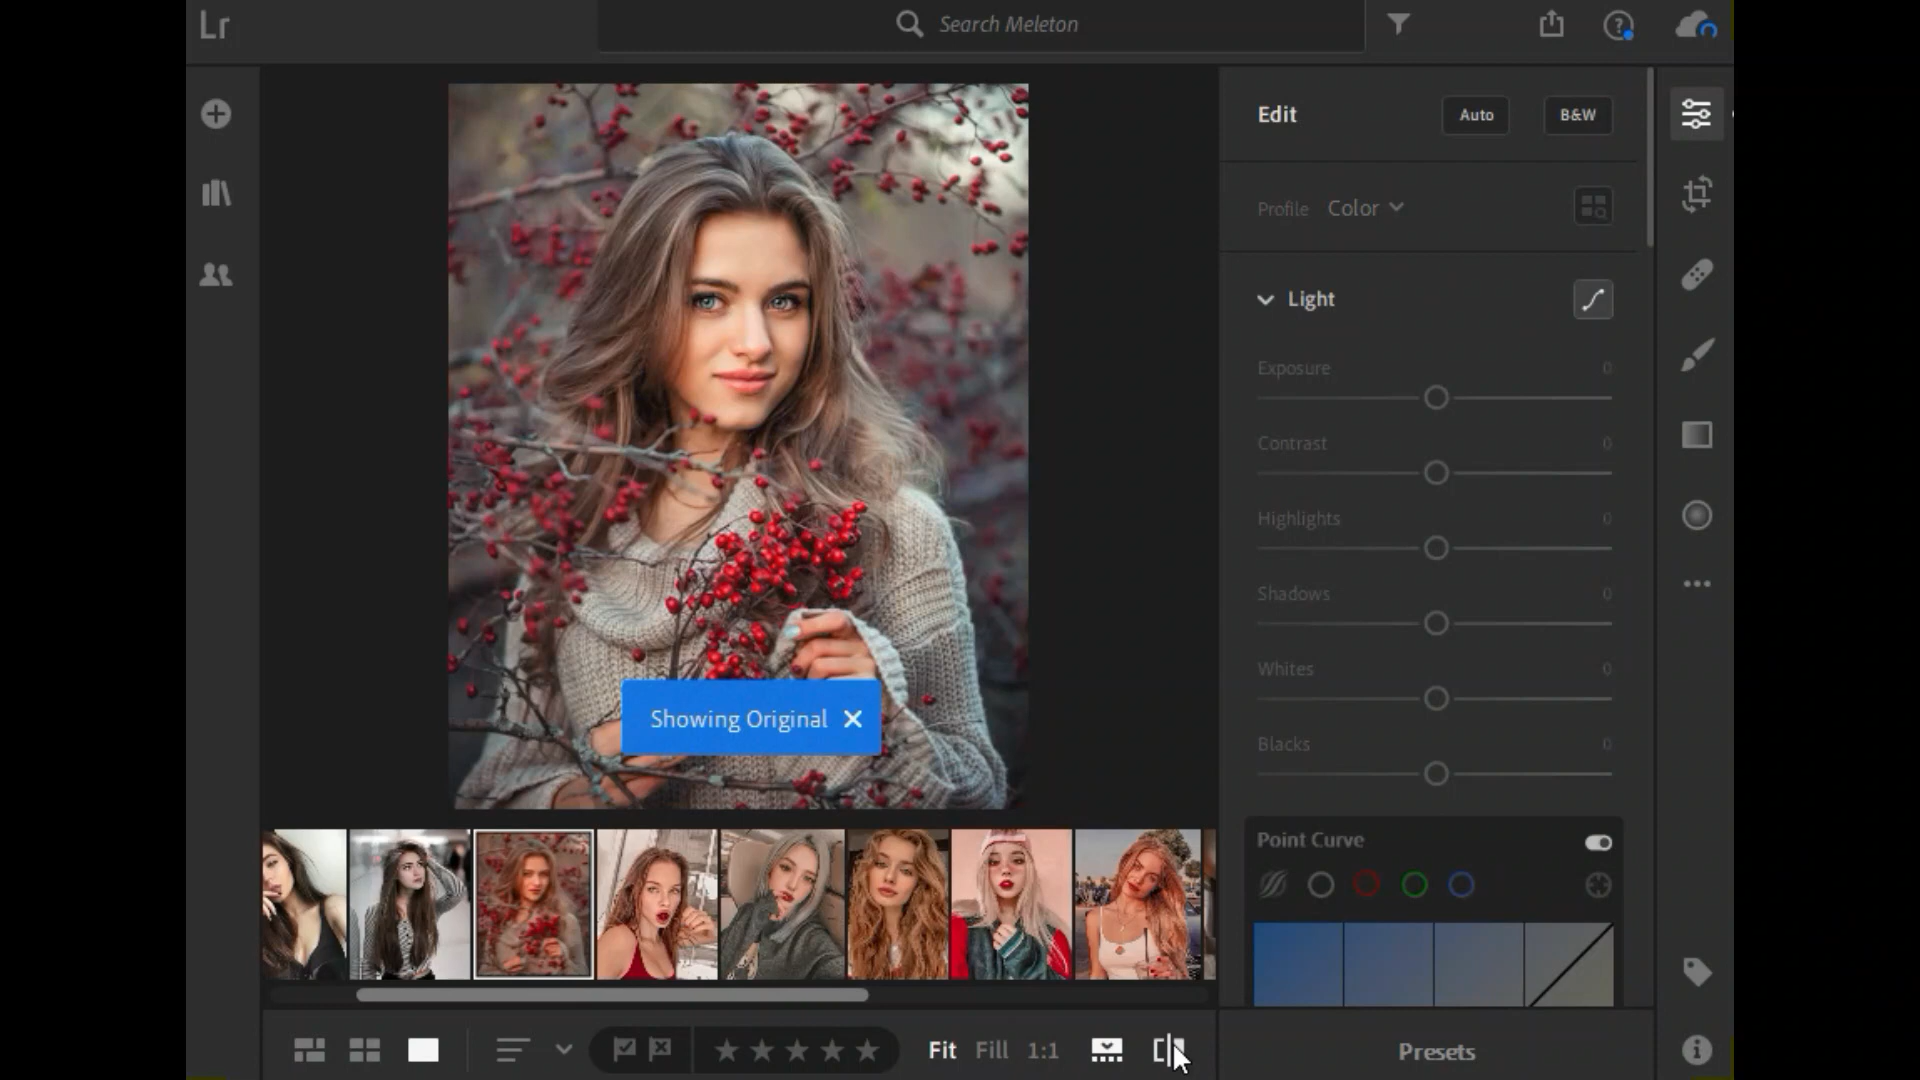 Lr
Search Meleton
Edit
Auto
B&W
Profile
Color
Light
Exposure
0
Contrast
0
Highlights
0
Shadows
0
Whites
0
Blacks
0
Showing Original
Point Curve
Fit
Fill
1:1
Presets